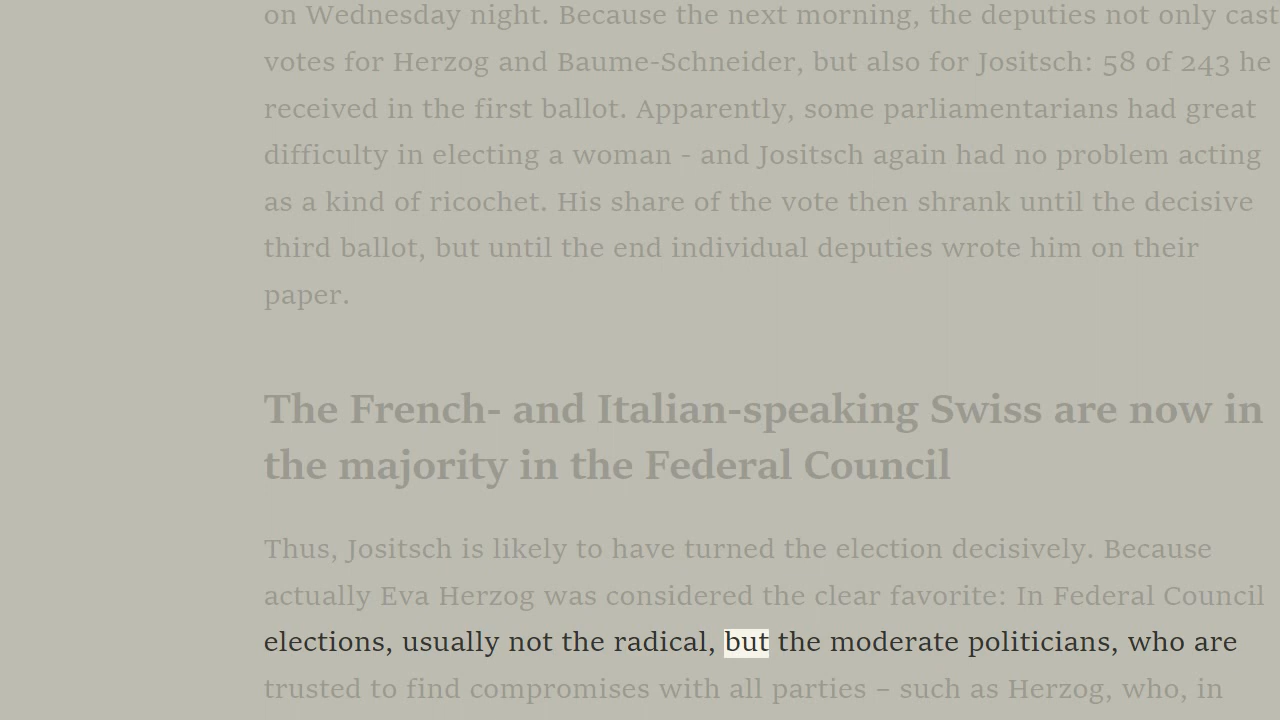 on Wednesday night. Because the next morning, the deputies not only cast
votes for Herzog and Baume-Schneider, but also for Jositsch: 58 of 243 he
received in the first ballot. Apparently, some parliamentarians had great
difficulty in electing a woman - and Jositsch again had no problem acting
as a kind of ricochet. His share of the vote then shrank until the decisive
third ballot, but until the end individual deputies wrote him on their
paper.
The French- and Italian-speaking Swiss are now in
the majority in the Federal Council
Thus, Jositsch is likely to have turned the election decisively. Because
actually Eva Herzog was considered the clear favorite: In Federal Council
elections, usually not the radical, but the moderate politicians, who are
trusted to find compromises with all parties – such as Herzog, who, in